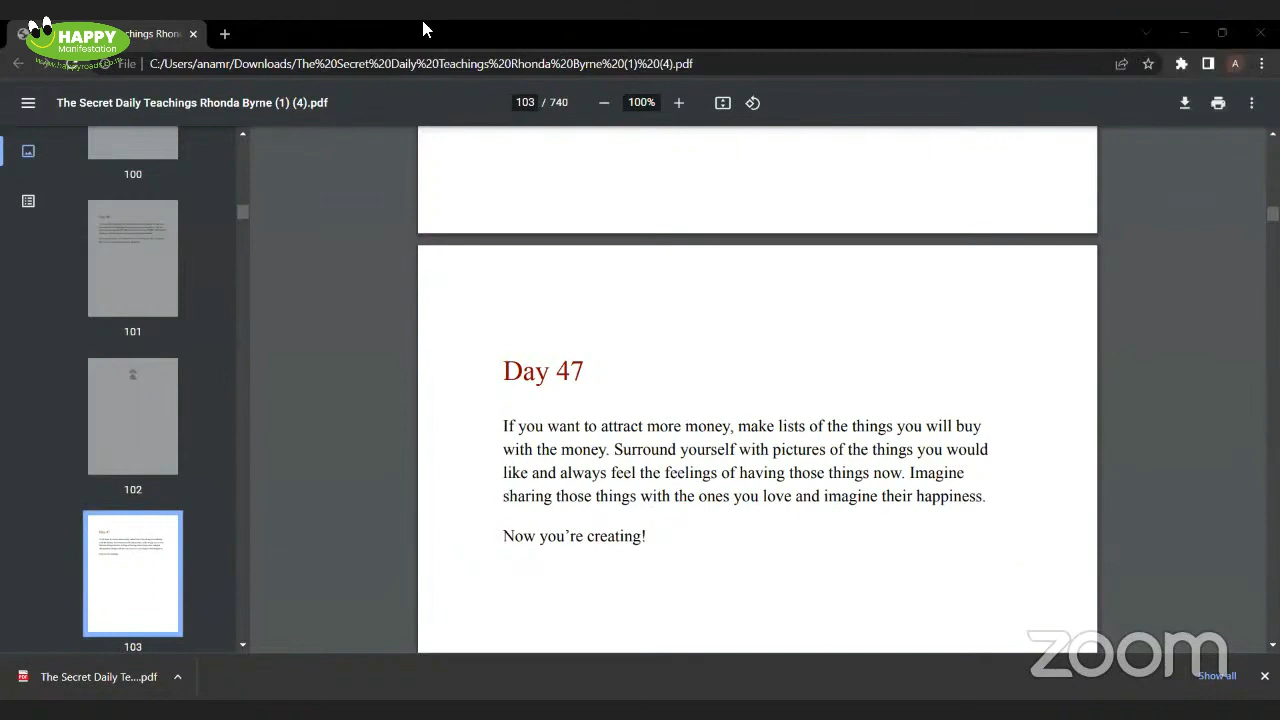 HAPPY
Manifestation
File
C:/Users/anamr/Downloads/The%20Secret%20Daily%20Teachings%20Rhonda%20Byrne%20(1)%20(4).pdf
A
The Secret Daily Teachings Rhonda Byrne (1) (4).pdf
103 / 740
100%
100
101
102
103
Day 47
If you want to attract more money, make lists of the things you will buy
with the money. Surround yourself with pictures of the things you would
like and always feel the feelings of having those things now. Imagine
sharing those things with the ones you love and imagine their happiness.
Now you’re creating!
zoom
The Secret Daily Te....pdf
Show all